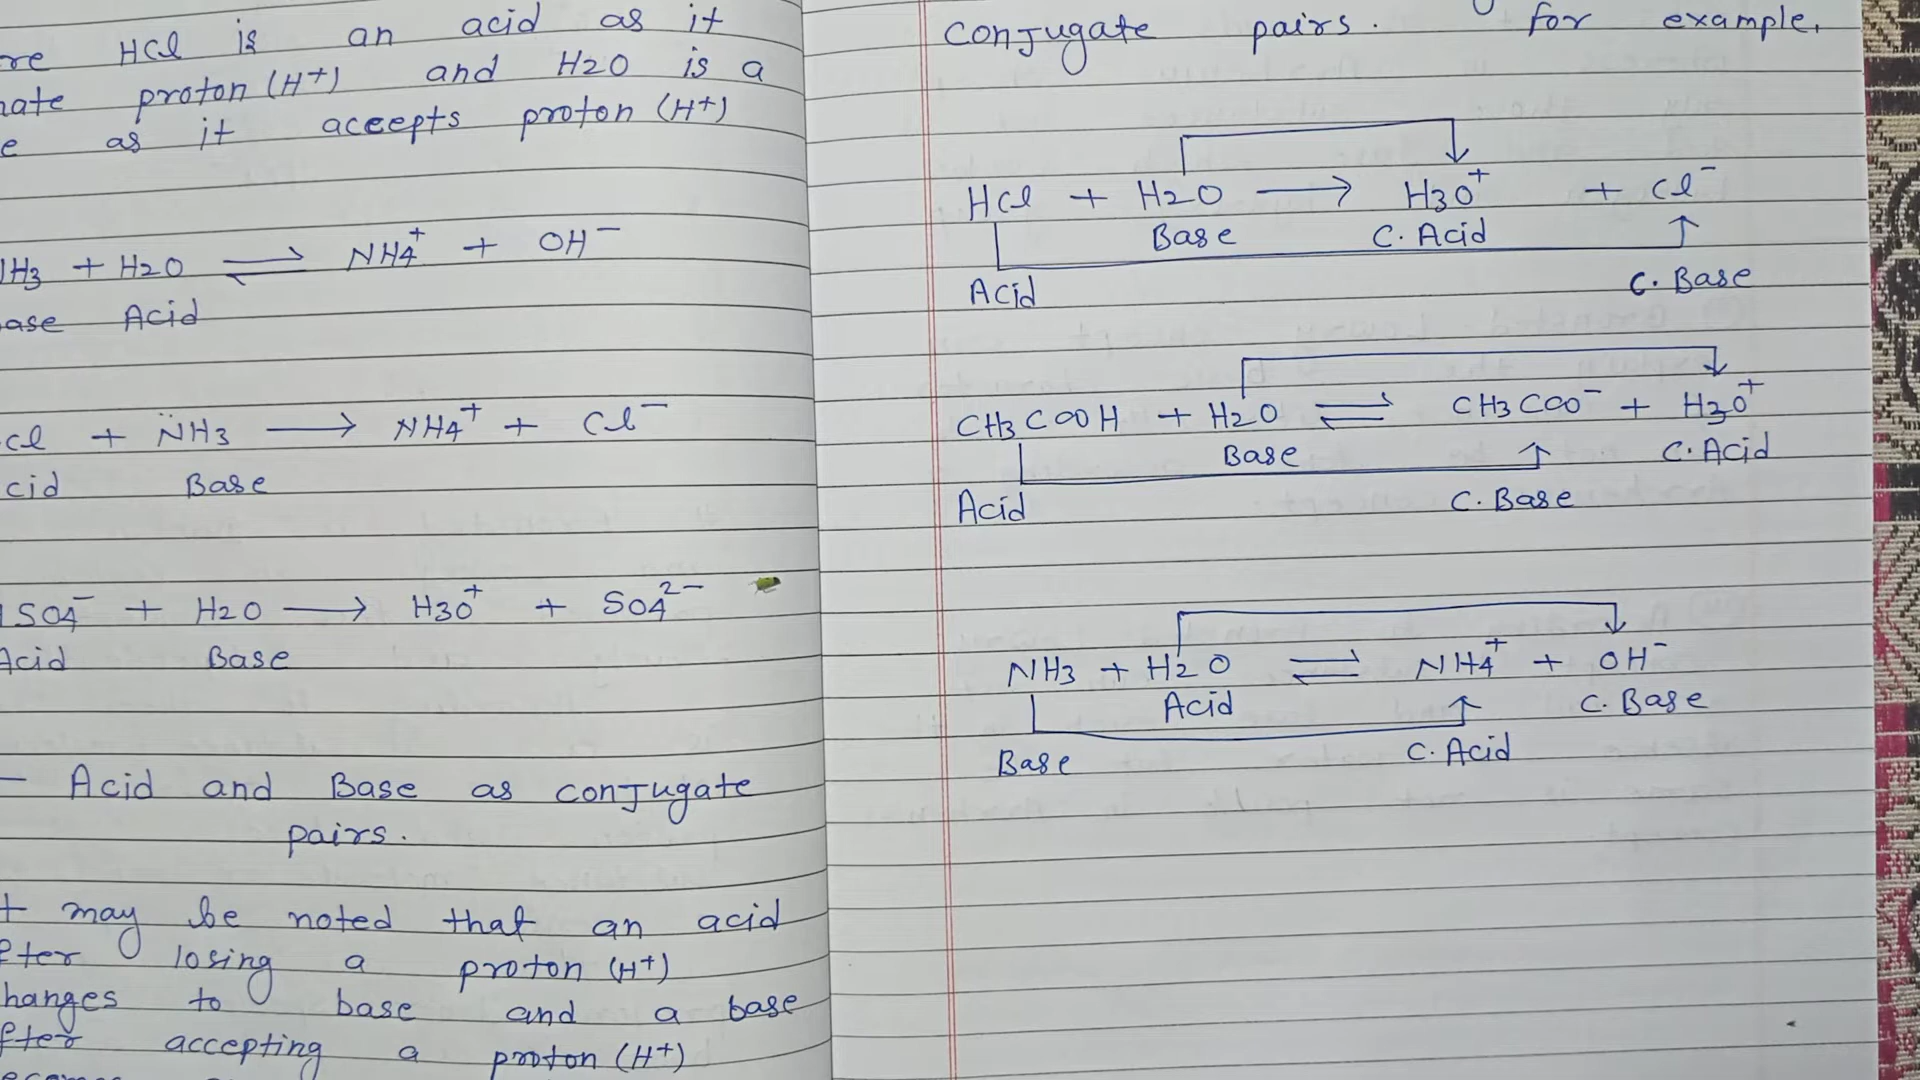 HCl is an acid as it
proton (H+) and H2O is a
as it accepts proton (H+)
+ H2O ⇌ NH4+ + OH-
Acid
+ N̈H3 ⟶ NH4+ + Cl-
Base
SO4- + H2O ⟶ H3O+ + SO4 2-
Acid Base
- Acid and Base as conjugate
pairs.
may be noted that an acid
losing a proton (H+)
to base and a base
accepting a proton (H+)
conjugate pairs. for example,
HCl + H2O ⟶ H3O+ + Cl-
Base C. Acid
Acid C. Base
CH3COOH + H2O ⇌ CH3COO- + H3O+
Base C. Acid
Acid C. Base
NH3 + H2O ⇌ NH4+ + OH-
Acid C. Base
Base C. Acid